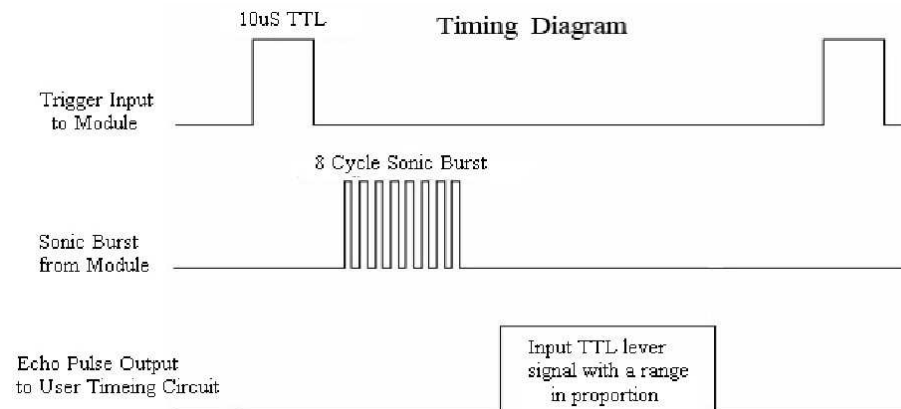 10uS TTL
Timing Diagram
Trigger Input
to Module
8 Cycle Sonic Burst
Sonic Burst
from Module
Echo Pulse Output
to User Timeing Circuit
Input TTL lever
signal with a range
in proportion